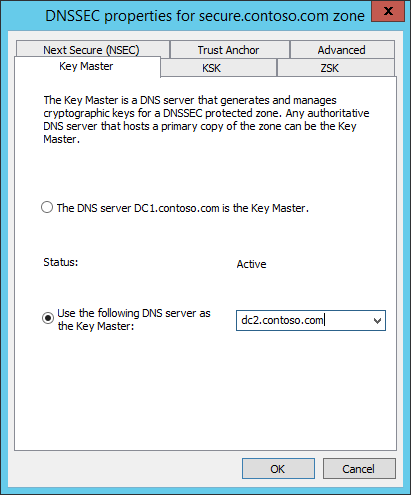 DNSSEC properties for secure.contoso.com zone
x
Next Secure (NSEC)
Trust Anchor
Advanced
Key Master
KSK
ZSK
The Key Master is a DNS server that generates and manages
cryptographic keys for a DNSSEC protected zone. Any authoritative
DNS server that hosts a primary copy of the zone can be the Key
Master.
The DNS server DC1.contoso.com is the Key Master.
Status:
Active
Use the following DNS server as
the Key Master:
dc2.contoso.com
OK
Cancel